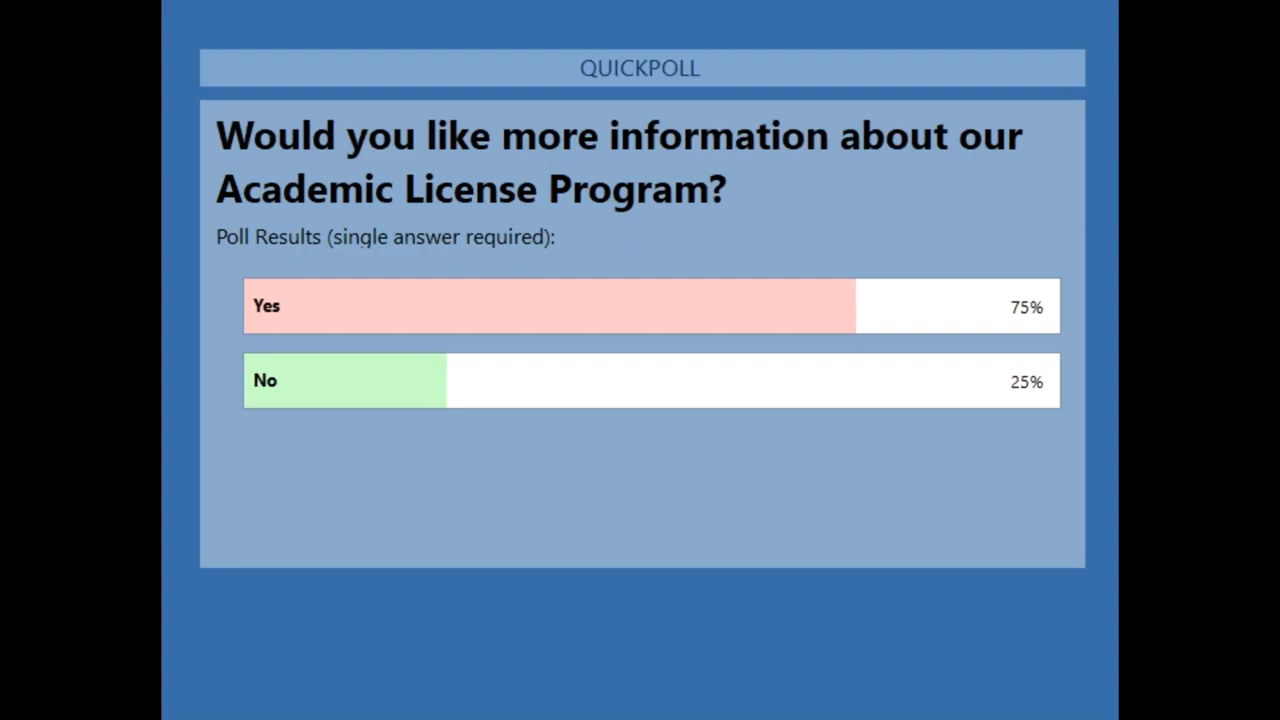 QUICKPOLL
Would you like more information about our
Academic License Program?
Poll Results (single answer required):
Yes 75%
No 25%